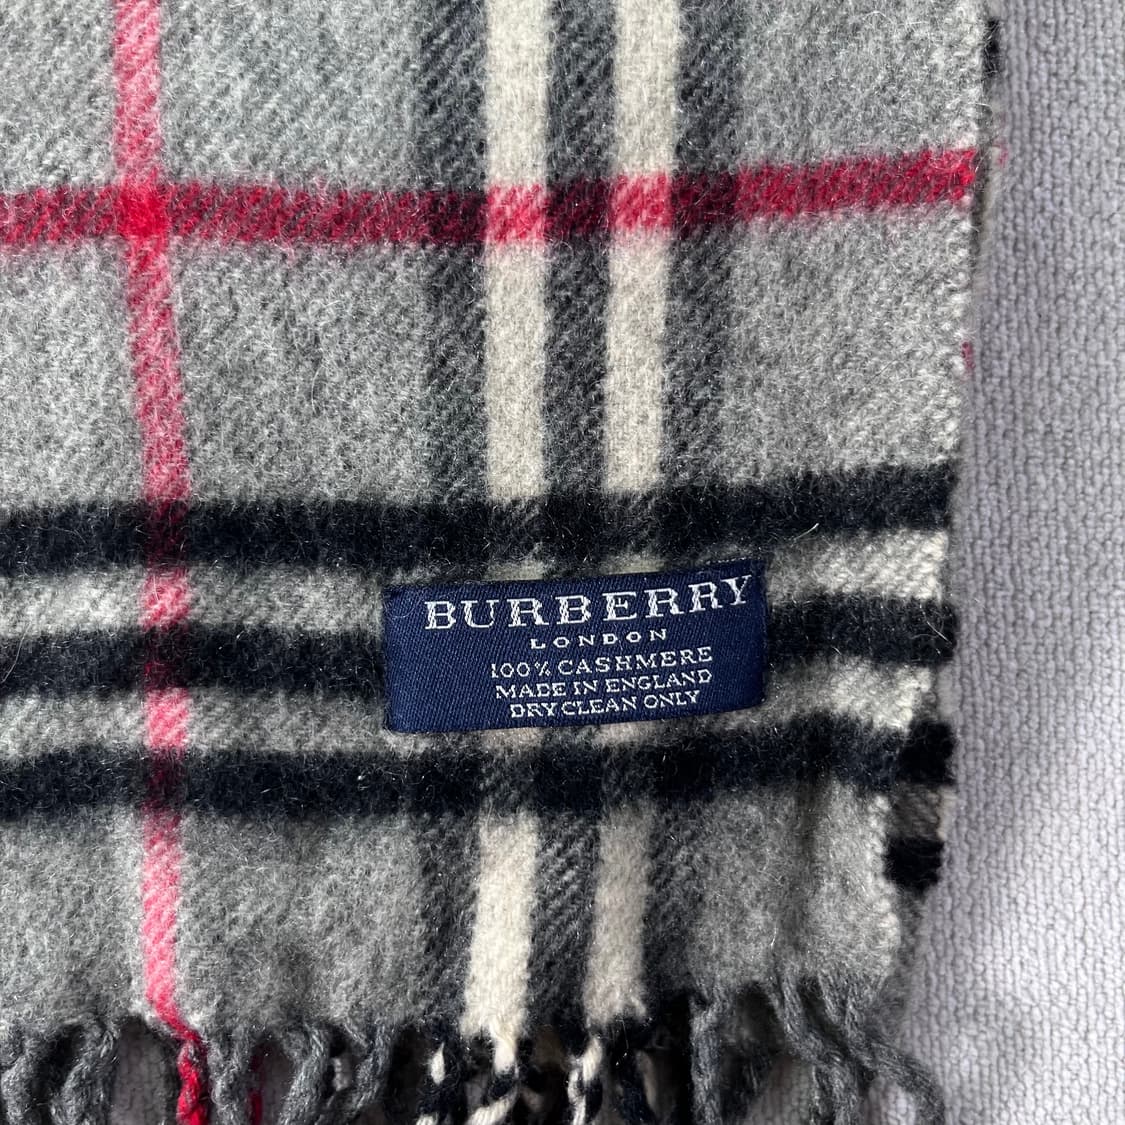 BURBERRY
LONDON
100% CASHMERE
MADE IN ENGLAND
DRY CLEAN ONLY